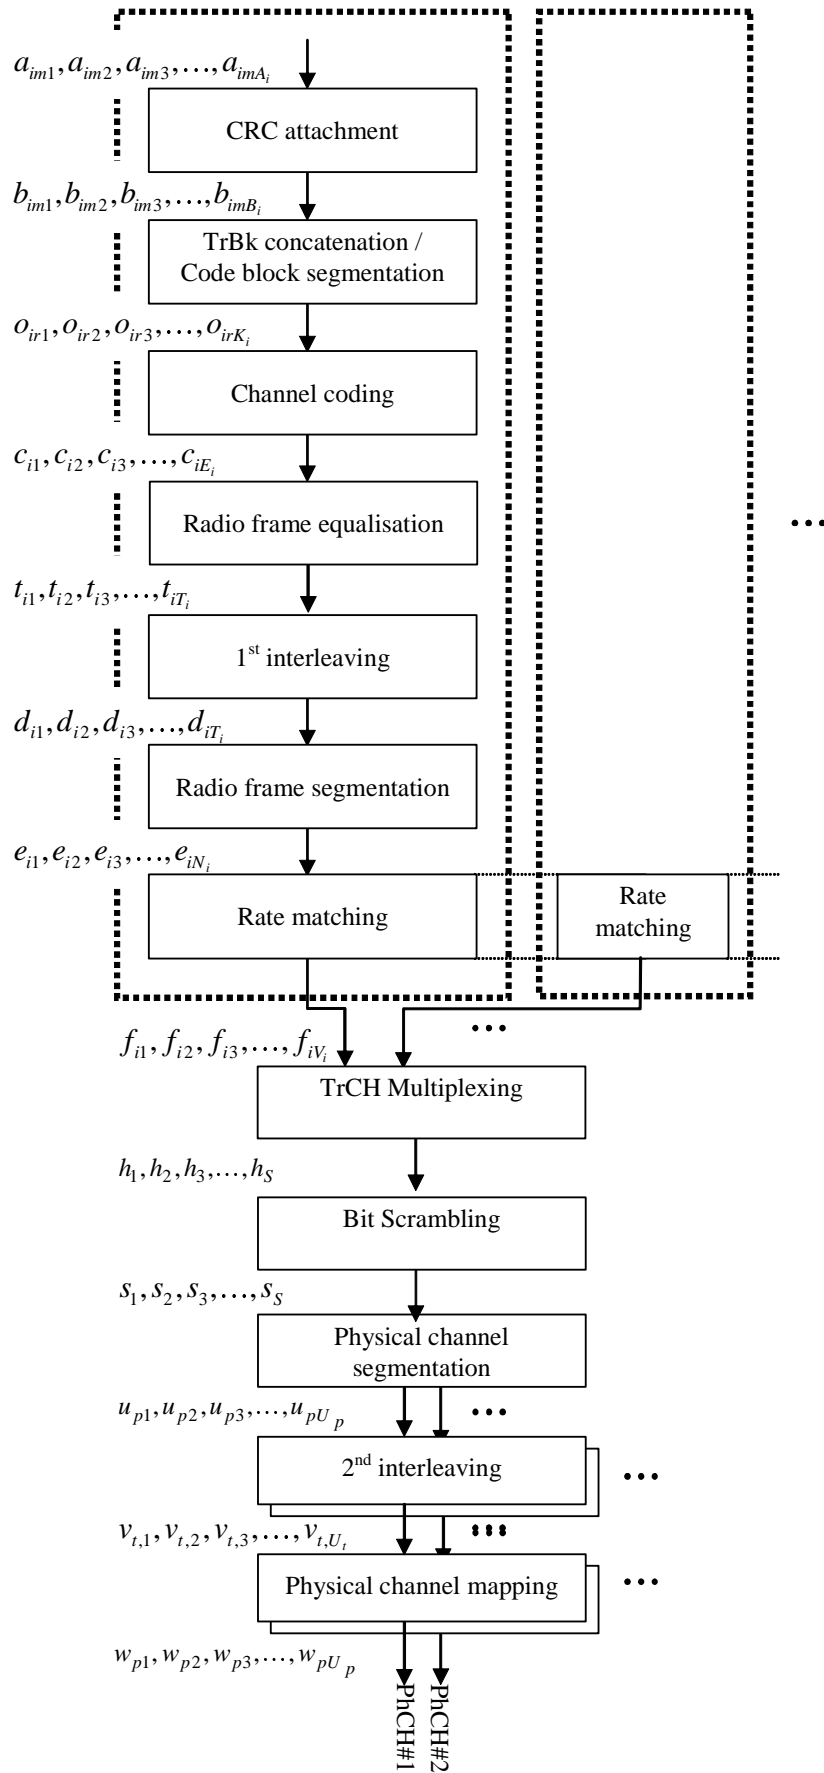 a_{im1}, a_{im2}, a_{im3}, …, a_{imA_i}
CRC attachment
b_{im1}, b_{im2}, b_{im3}, …, b_{imB_i}
TrBk concatenation /
Code block segmentation
o_{ir1}, o_{ir2}, o_{ir3}, …, o_{irK_i}
Channel coding
c_{i1}, c_{i2}, c_{i3}, …, c_{iE_i}
Radio frame equalisation
…
t_{i1}, t_{i2}, t_{i3}, …, t_{iT_i}
1st interleaving
d_{i1}, d_{i2}, d_{i3}, …, d_{iT_i}
Radio frame segmentation
e_{i1}, e_{i2}, e_{i3}, …, e_{iN_i}
Rate matching
Rate
matching
…
f_{i1}, f_{i2}, f_{i3}, …, f_{iV_i}
TrCH Multiplexing
h_1, h_2, h_3, …, h_S
Bit Scrambling
s_1, s_2, s_3, …, s_S
Physical channel
segmentation
u_{p1}, u_{p2}, u_{p3}, …, u_{pU_p}
…
2nd interleaving
…
v_{t,1}, v_{t,2}, v_{t,3}, …, v_{t,U_t}
…
Physical channel mapping
…
w_{p1}, w_{p2}, w_{p3}, …, w_{pU_p}
PhCH#1
PhCH#2